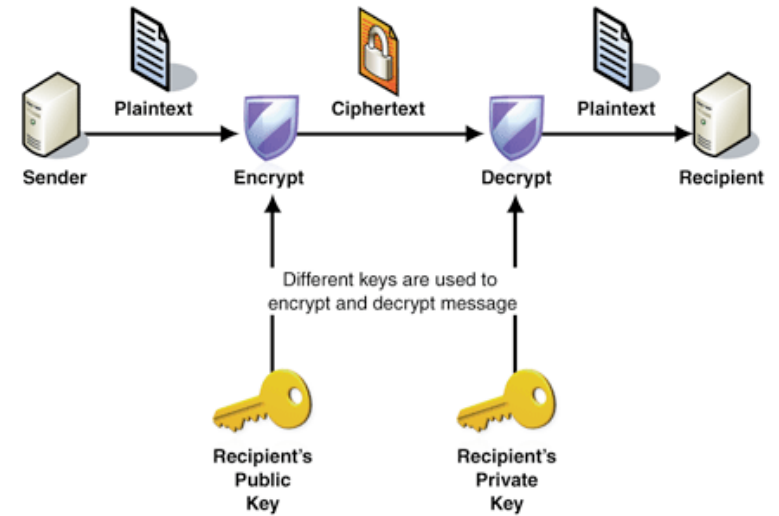 Plaintext
Ciphertext
Plaintext
Sender
Encrypt
Decrypt
Recipient
Different keys are used to
encrypt and decrypt message
Recipient's
Public
Key
Recipient's
Private
Key